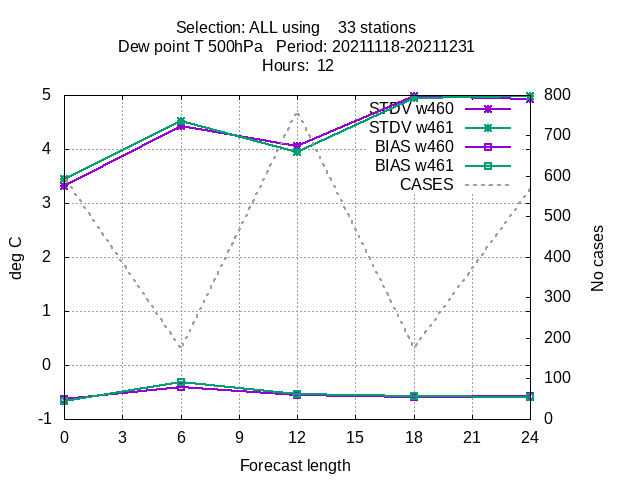 Selection: ALL using    33 stations
Dew point T 500hPa   Period: 20211118-20211231
Hours:  12
5
4
3
2
1
0
-1
800
700
600
500
400
300
200
100
0
STDV w460
STDV w461
BIAS w460
BIAS w461
CASES
deg C
No cases
0 3 6 9 12 15 18 21 24
Forecast length